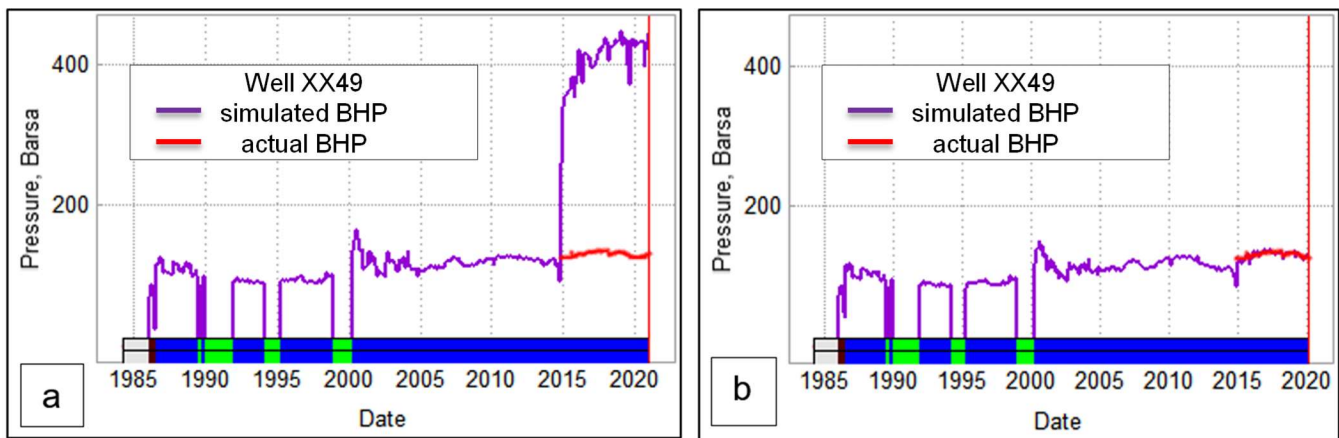 400
200
Pressure, Barsa
Well XX49
simulated BHP
actual BHP
1985 1990 1995 2000 2005 2010 2015 2020
Date
a
400
200
Pressure, Barsa
Well XX49
simulated BHP
actual BHP
1985 1990 1995 2000 2005 2010 2015 2020
Date
b